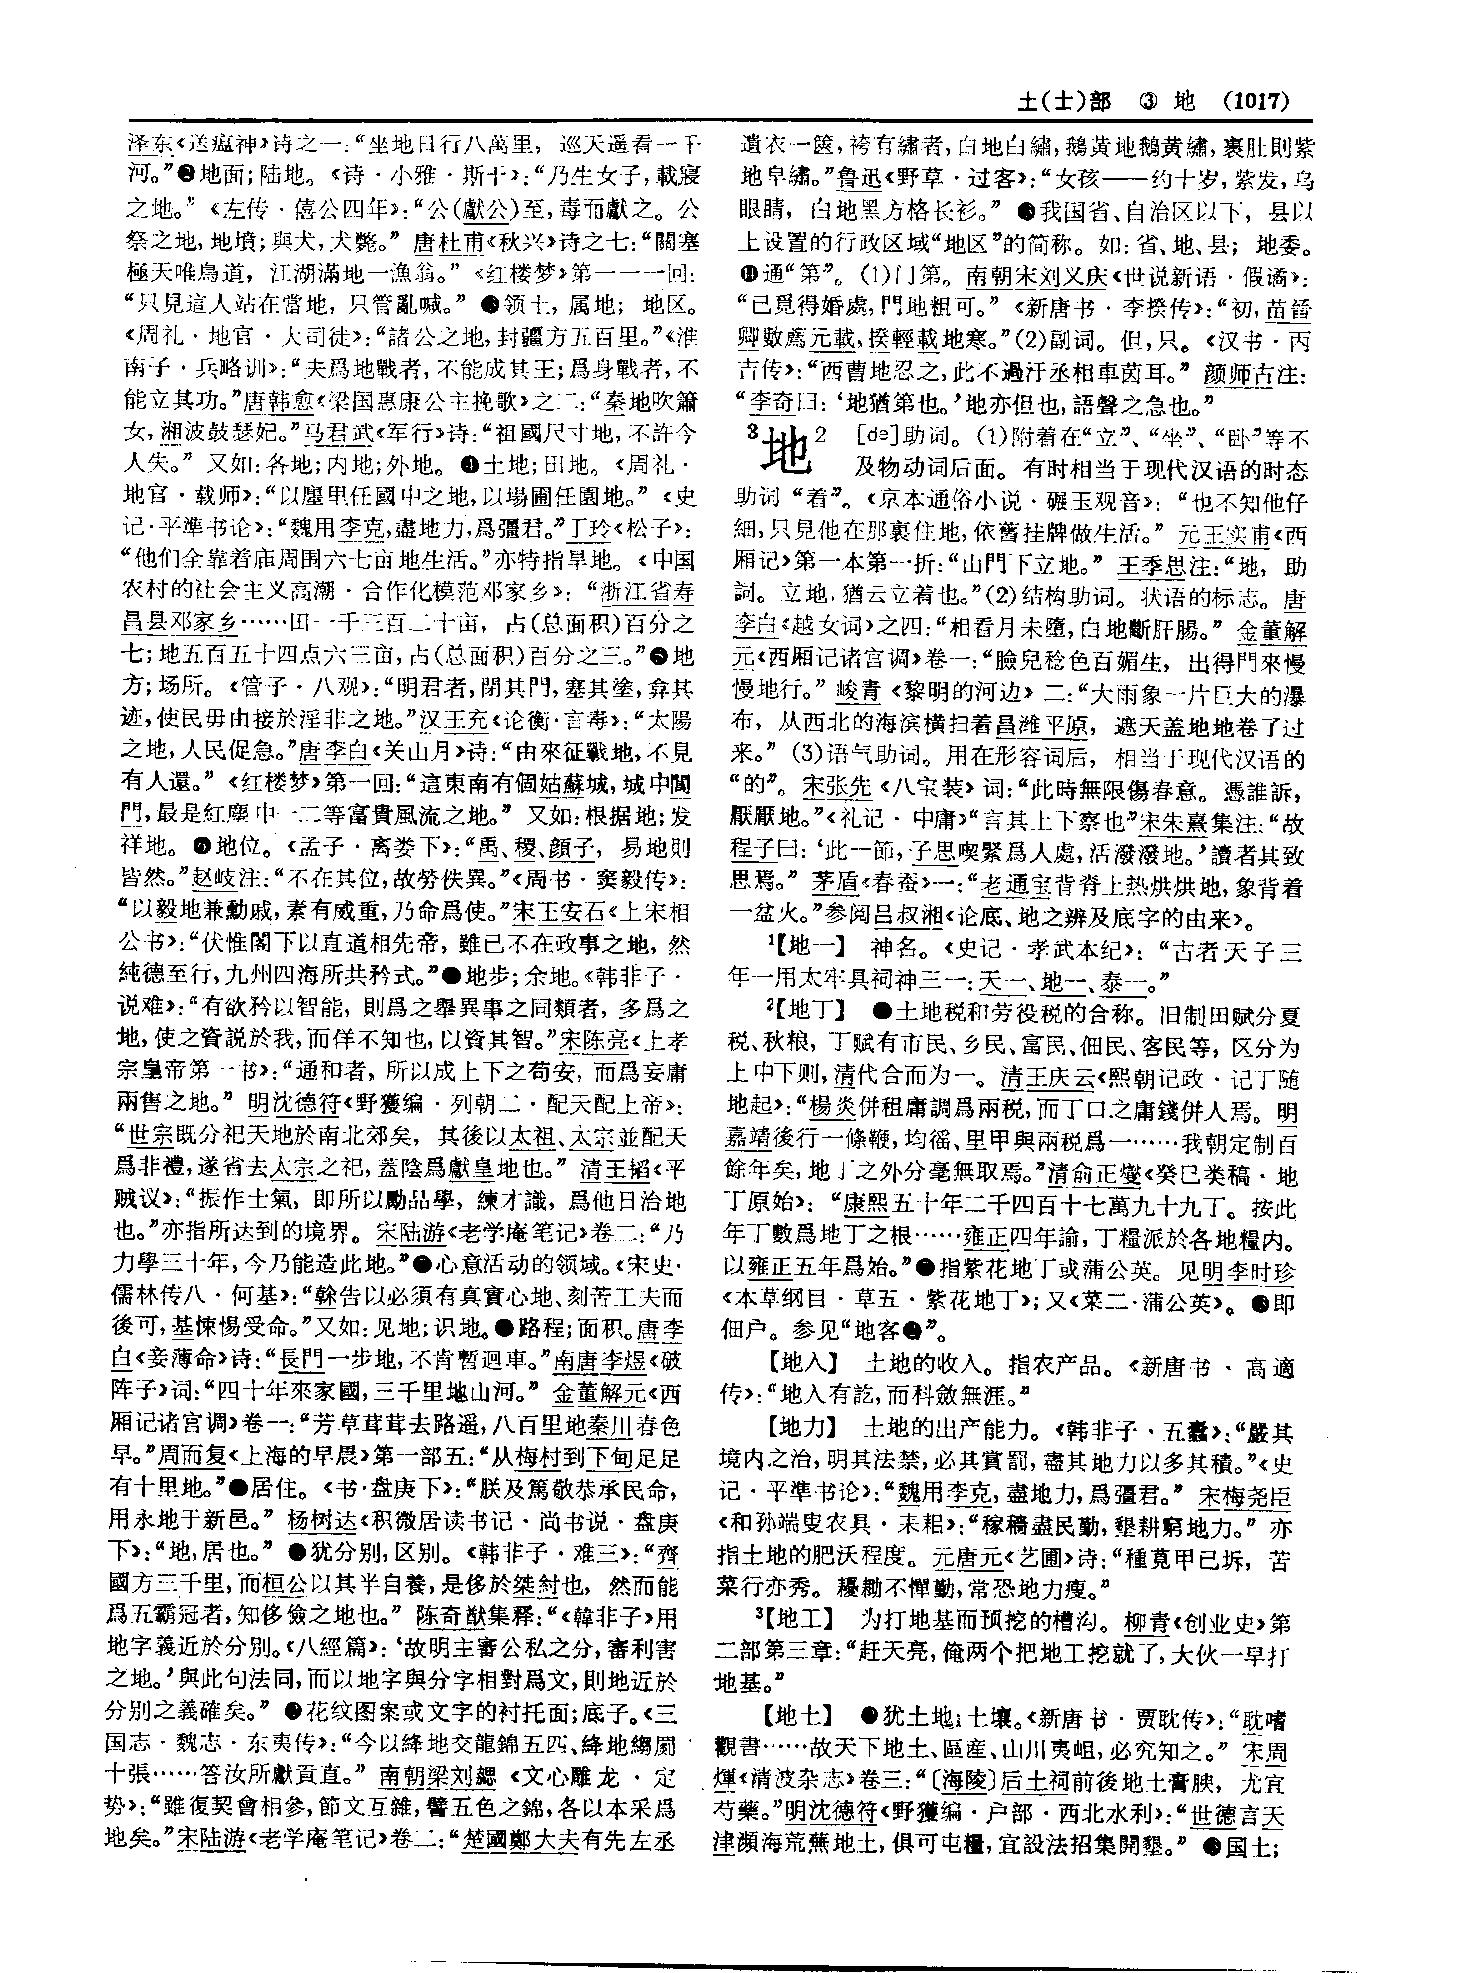 土(士)部　③　地　(1017)
泽东《送瘟神》诗之一:“坐地日行八萬里，巡天遥看一千
河。”❷地面;陆地。《诗·小雅·斯干》:“乃生女子,載寢
之地。”《左传·僖公四年》:“公(獻公)至,毒而獻之。公
祭之地,地墳;與犬,犬斃。”唐杜甫《秋兴》诗之七:“關塞
極天唯鳥道，江湖滿地一漁翁。”《红楼梦》第一一一回:
“只見這人站在當地，只管亂喊。”❸领土，属地；地区。
《周礼·地官·大司徒》:“諸公之地,封疆方五百里。”《淮
南子·兵略训》:“夫爲地戰者,不能成其王;爲身戰者,不
能立其功。”唐韩愈《梁国惠康公主挽歌》之二:“秦地吹簫
女,湘波鼓瑟妃。”马君武《军行》诗:“祖國尺寸地,不許今
人失。”又如:各地;内地;外地。❹土地;田地。《周礼·
地官·载师》:“以廛里任國中之地,以場圃任園地。”《史
记·平準书论》:“魏用李克,盡地力,爲彊君。”丁玲《松子》:
“他们全靠着庙周围六七亩地生活。”亦特指旱地。《中国
农村的社会主义高潮·合作化模范邓家乡》:“浙江省寿
昌县邓家乡……田一千三百二十亩，占(总面积)百分之
七;地五百五十四点六三亩,占(总面积)百分之三。”❺地
方;场所。《管子·八观》:“明君者,閉其門,塞其塗,弇其
迹,使民毋由接於淫非之地。”汉王充《论衡·言毒》:“太陽
之地,人民促急。”唐李白《关山月》诗:“由來征戰地,不見
有人還。”《红楼梦》第一回:“這東南有個姑蘇城,城中閶
門,最是紅塵中一二等富貴風流之地。”又如:根据地;发
祥地。❻地位。《孟子·离娄下》:“禹、稷、顔子，易地則
皆然。”赵岐注:“不在其位,故勞佚異。”《周书·窦毅传》:
“以毅地兼勳戚,素有威重,乃命爲使。”宋王安石《上宋相
公书》:“伏惟閣下以直道相先帝，雖已不在政事之地，然
純德至行,九州四海所共矜式。”●地步;余地。《韩非子·
说难》:“有欲矜以智能，則爲之舉異事之同類者，多爲之
地,使之資説於我,而佯不知也,以資其智。”宋陈亮《上孝
宗皇帝第一书》:“通和者，所以成上下之苟安，而爲妄庸
兩售之地。”明沈德符《野獲编·列朝二·配天配上帝》:
“世宗既分祀天地於南北郊矣，其後以太祖、太宗並配天
爲非禮,遂省去太宗之祀,蓋陰爲獻皇地也。”清王韬《平
贼议》:“振作士氣，即所以勵品學，練才識，爲他日治地
也。”亦指所达到的境界。宋陆游《老学庵笔记》卷二:“乃
力學三十年,今乃能造此地。”●心意活动的领域。《宋史·
儒林传八·何基》:“榦告以必須有真實心地、刻苦工夫而
後可,基悚惕受命。”又如:见地;识地。●路程;面积。唐李
白《妾薄命》诗:“長門一步地,不肯暫迴車。”南唐李煜《破
阵子》词:“四十年來家國,三千里地山河。”金董解元《西
厢记诸宫调》卷一:“芳草茸茸去路遥,八百里地秦川春色
早。”周而复《上海的早晨》第一部五:“从梅村到下甸足足
有十里地。”●居住。《书·盘庚下》:“朕及篤敬恭承民命，
用永地于新邑。”杨树达《积微居读书记·尚书说·盘庚
下》:“地,居也。”●犹分别,区别。《韩非子·难三》:“齊
國方三千里,而桓公以其半自養,是侈於桀紂也，然而能
爲五霸冠者,知侈儉之地也。”陈奇猷集释:“《韓非子》用
地字義近於分别。《八經篇》:‘故明主審公私之分,審利害
之地。’與此句法同,而以地字與分字相對爲文,則地近於
分别之義確矣。”●花纹图案或文字的衬托面;底子。《三
国志·魏志·东夷传》:“今以絳地交龍錦五匹、絳地縐罽
十張……答汝所獻貢直。”南朝梁刘勰《文心雕龙·定
势》:“雖復契會相參,節文互雜,譬五色之錦,各以本采爲
地矣。”宋陆游《老学庵笔记》卷二:“楚國鄭大夫有先左丞
遺衣一篋,袴有繡者,白地白繡,鵝黄地鵝黄繡,裹肚則紫
地皁繡。”鲁迅《野草·过客》:“女孩——约十岁,紫发,乌
眼睛，白地黑方格长衫。”●我国省、自治区以下，县以
上设置的行政区域“地区”的简称。如:省、地、县；地委。
●通“第”。(1)门第。南朝宋刘义庆《世说新语·假谲》:
“已覓得婚處,門地粗可。”《新唐书·李揆传》:“初,苗晉
卿數薦元載,揆輕載地寒。”(2)副词。但,只。《汉书·丙
吉传》:“西曹地忍之,此不過汙丞相車茵耳。”颜师古注:
“李奇曰:‘地猶第也。’地亦但也,語聲之急也。”
³地²　[de]助词。(1)附着在“立”、“坐”、“卧”等不
及物动词后面。有时相当于现代汉语的时态
助词“着”。《京本通俗小说·碾玉观音》:“也不知他仔
細,只見他在那裏住地,依舊挂牌做生活。”元王实甫《西
厢记》第一本第一折:“山門下立地。”王季思注:“地，助
詞。立地,猶云立着也。”(2)结构助词。状语的标志。唐
李白《越女词》之四:“相看月未墮,白地斷肝腸。”金董解
元《西厢记诸宫调》卷一:“臉兒稔色百媚生，出得門來慢
慢地行。”峻青《黎明的河边》二:“大雨象一片巨大的瀑
布，从西北的海滨横扫着昌潍平原，遮天盖地地卷了过
来。”(3)语气助词。用在形容词后，相当于现代汉语的
“的”。宋张先《八宝装》词:“此時無限傷春意。憑誰訴，
厭厭地。”《礼记·中庸》“言其上下察也”宋朱熹集注:“故
程子曰:‘此一節,子思喫緊爲人處,活潑潑地。’讀者其致
思焉。”茅盾《春蚕》一:“老通宝背脊上热烘烘地,象背着
一盆火。”参阅吕叔湘《论底、地之辨及底字的由来》。
¹【地一】　神名。《史记·孝武本纪》:“古者天子三
年一用太牢具祠神三一:天一、地一、泰一。”
²【地丁】　●土地税和劳役税的合称。旧制田赋分夏
税、秋粮，丁赋有市民、乡民、富民、佃民、客民等，区分为
上中下则,清代合而为一。清王庆云《熙朝记政·记丁随
地起》:“楊炎併租庸調爲兩税,而丁口之庸錢併人焉。明
嘉靖後行一條鞭,均徭、里甲與兩税爲一……我朝定制百
餘年矣,地丁之外分毫無取焉。”清俞正燮《癸巳类稿·地
丁原始》:“康熙五十年二千四百十七萬九十九丁。按此
年丁數爲地丁之根……雍正四年諭,丁糧派於各地糧内。
以雍正五年爲始。”●指紫花地丁或蒲公英。见明李时珍
《本草纲目·草五·紫花地丁》;又《菜二·蒲公英》。●即
佃户。参见“地客●”。
【地入】　土地的收入。指农产品。《新唐书·高適
传》:“地入有訖,而科斂無涯。”
【地力】　土地的出产能力。《韩非子·五蠹》:“嚴其
境内之治,明其法禁,必其賞罰,盡其地力以多其積。”《史
记·平準书论》:“魏用李克,盡地力,爲彊君。”宋梅尧臣
《和孙端叟农具·耒耜》:“稼穡盡民勤,墾耕窮地力。”亦
指土地的肥沃程度。元唐元《艺圃》诗:“種莧甲已坼，苦
菜行亦秀。耰鋤不憚勤,常恐地力瘦。”
³【地工】　为打地基而预挖的槽沟。柳青《创业史》第
二部第三章:“赶天亮,俺两个把地工挖就了,大伙一早打
地基。”
【地土】　●犹土地;土壤。《新唐书·贾耽传》:“耽嗜
觀書……故天下地土、區産、山川夷岨,必究知之。”宋周
煇《清波杂志》卷三:“〔海陵〕后土祠前後地土膏腴，尤宜
芍藥。”明沈德符《野獲编·户部·西北水利》:“世德言天
津瀕海荒蕪地土,俱可屯種,宜設法招集開墾。”●国土;